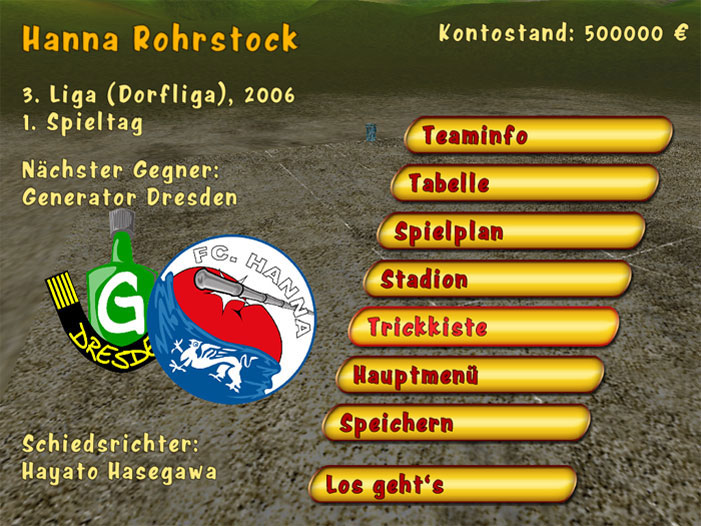 Hanna Rohrstock
Kontostand: 500000 €
3. Liga (Dorfliga), 2006
1. Spieltag
Nächster Gegner:
Generator Dresden
G
DRESDE
FC. HANNA
Schiedsrichter:
Hayato Hasegawa
Teaminfo
Tabelle
Spielplan
Stadion
Trickkiste
Hauptmenü
Speichern
Los geht's